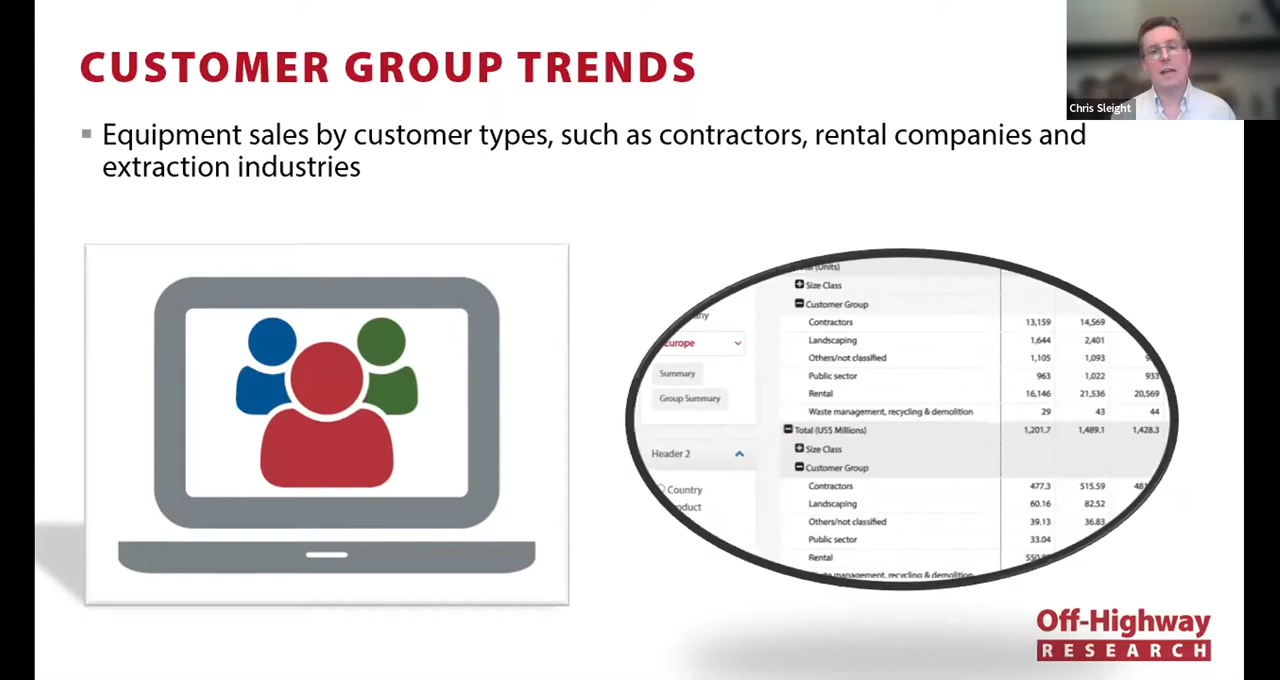 CUSTOMER GROUP TRENDS
Chris Sleight
Equipment sales by customer types, such as contractors, rental companies and
extraction industries
(Units)
Size Class
Customer Group
Contractors 13,159 14,569
Landscaping 1,644 2,401
Europe
Others/not classified 1,105 1,093
Summary
Public sector 963 1,022 933
Rental 16,146 21,536 20,569
Group Summary
Waste management, recycling & demolition 29 43 44
Total (US$ Millions) 1,201.7 1,489.1 1,428.3
Size Class
Header 2
Customer Group
Contractors 477.3 515.59
Country
Landscaping 60.16 82.52
Others/not classified 39.13 36.83
Public sector 33.04
Rental
Waste management, recycling & demolition
Off-Highway
RESEARCH